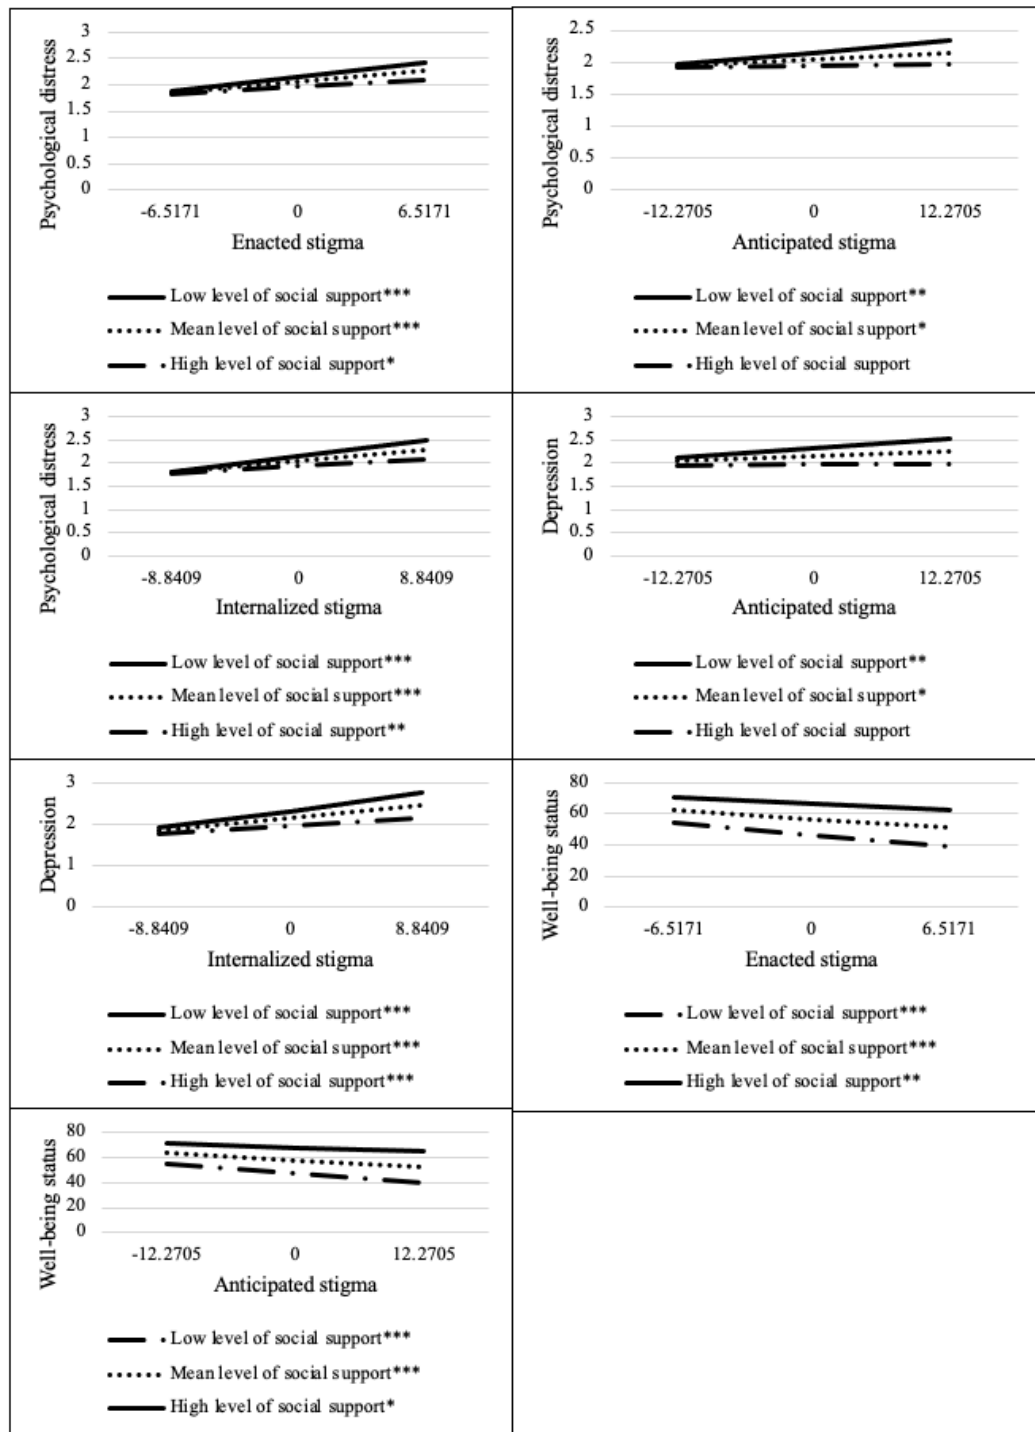 Psychological distress
3
2.5
2
1.5
1
0.5
0
-6.5171 0 6.5171
Enacted stigma
Low level of social support***
Mean level of social support***
High level of social support*
Psychological distress
2.5
2
1.5
1
0.5
0
-12.2705 0 12.2705
Anticipated stigma
Low level of social support**
Mean level of social support*
High level of social support
Psychological distress
3
2.5
2
1.5
1
0.5
0
-8.8409 0 8.8409
Internalized stigma
Low level of social support***
Mean level of social support***
High level of social support**
Depression
3
2.5
2
1.5
1
0.5
0
-12.2705 0 12.2705
Anticipated stigma
Low level of social support**
Mean level of social support*
High level of social support
Depression
3
2
1
0
-8.8409 0 8.8409
Internalized stigma
Low level of social support***
Mean level of social support***
High level of social support***
Well-being status
80
60
40
20
0
-6.5171 0 6.5171
Enacted stigma
Low level of social support***
Mean level of social support***
High level of social support**
Well-being status
80
60
40
20
0
-12.2705 0 12.2705
Anticipated stigma
Low level of social support***
Mean level of social support***
High level of social support*